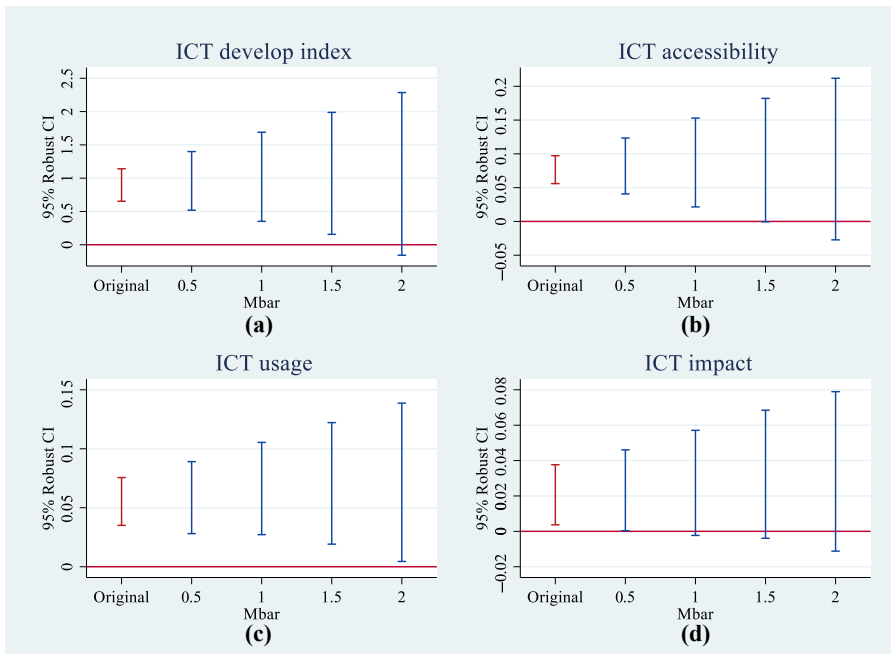 ICT develop index
95% Robust CI
2.5
2
1.5
1
0.5
0
Original 0.5 1 1.5 2
Mbar
(a)
ICT accessibility
95% Robust CI
0.2
0.15
0.1
0.05
0
−0.05
Original 0.5 1 1.5 2
Mbar
(b)
ICT usage
95% Robust CI
0.15
0.1
0.05
0
Original 0.5 1 1.5 2
Mbar
(c)
ICT impact
95% Robust CI
0.08
0.06
0.04
0.02
0
−0.02
Original 0.5 1 1.5 2
Mbar
(d)